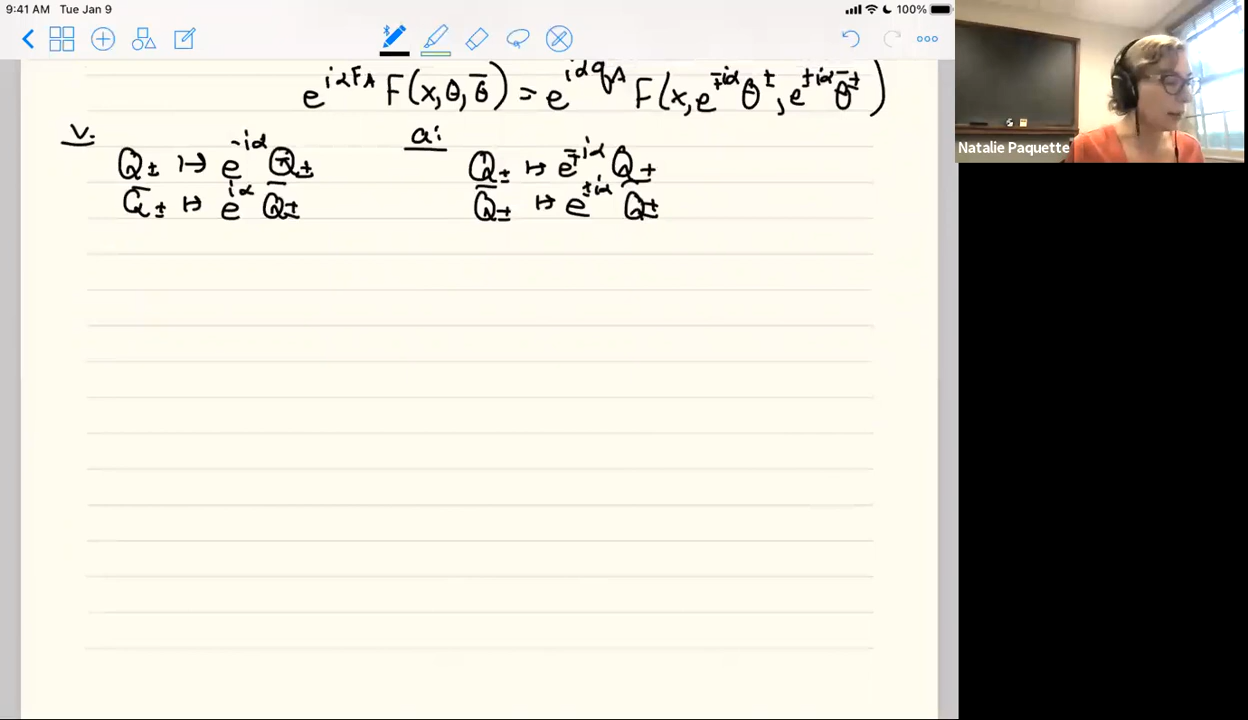 9:41 AM Tue Jan 9
100%
e^{iαF_A} F(x,θ,θ̄) = e^{iαq_A} F(x, e^{∓iα}θ^±, e^{±iα}θ̄^±)
V: a:
Q_± ↦ e^{-iα} Q_± Q_± ↦ e^{∓iα} Q_±
Q̄_± ↦ e^{iα} Q̄_± Q̄_± ↦ e^{±iα} Q̄_±
Natalie Paquette